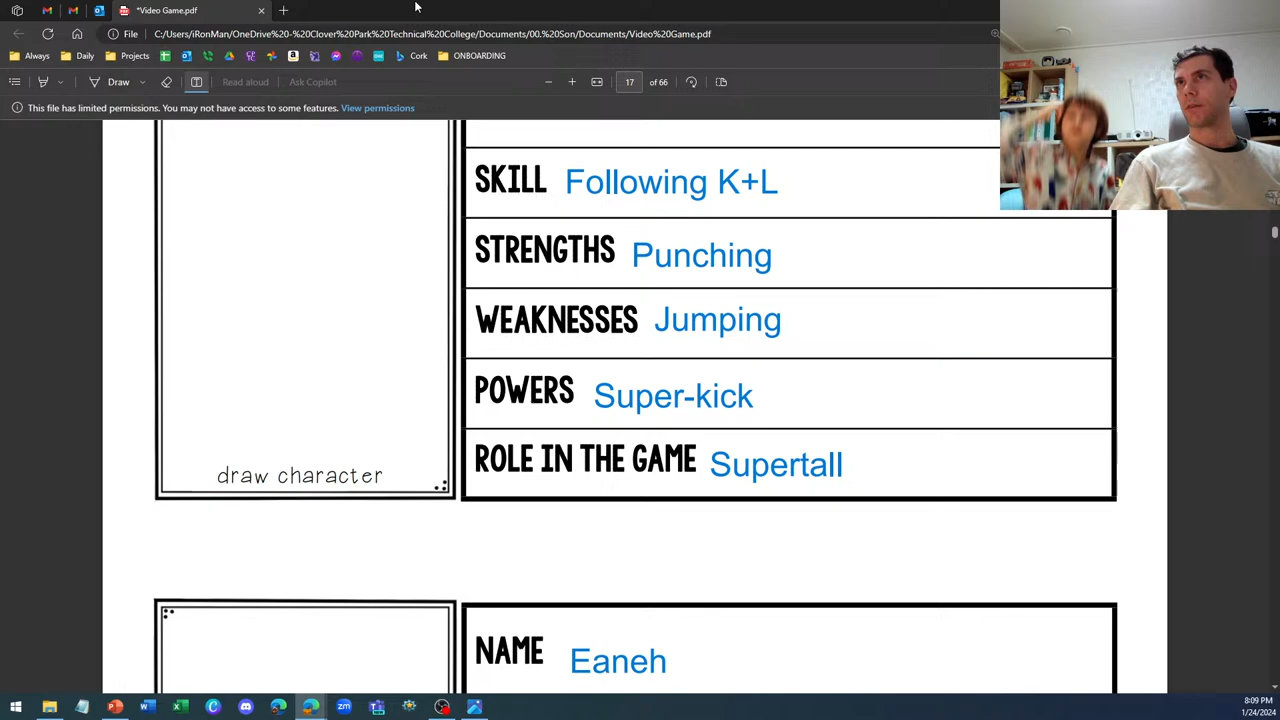 *Video Game.pdf
File
C:/Users/iRonMan/OneDrive%20-%20Clover%20Park%20Technical%20College/Documents/00.%20Son/Documents/Video%20Game.pdf
Always
Daily
Projects
Cork
ONBOARDING
Draw
Read aloud
Ask Copilot
17
of 66
This file has limited permissions. You may not have access to some features. View permissions
SKILL Following K+L
STRENGTHS Punching
WEAKNESSES Jumping
POWERS Super-kick
ROLE IN THE GAME Supertall
draw character
NAME Eaneh
8:09 PM
1/24/2024